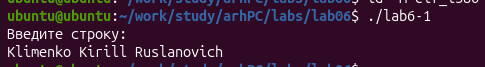 ubuntu@ubuntu:~/work/study/arhPC/labs/lab06$ ./lab6-1
Введите строку:
Klimenko Kirill Ruslanovich